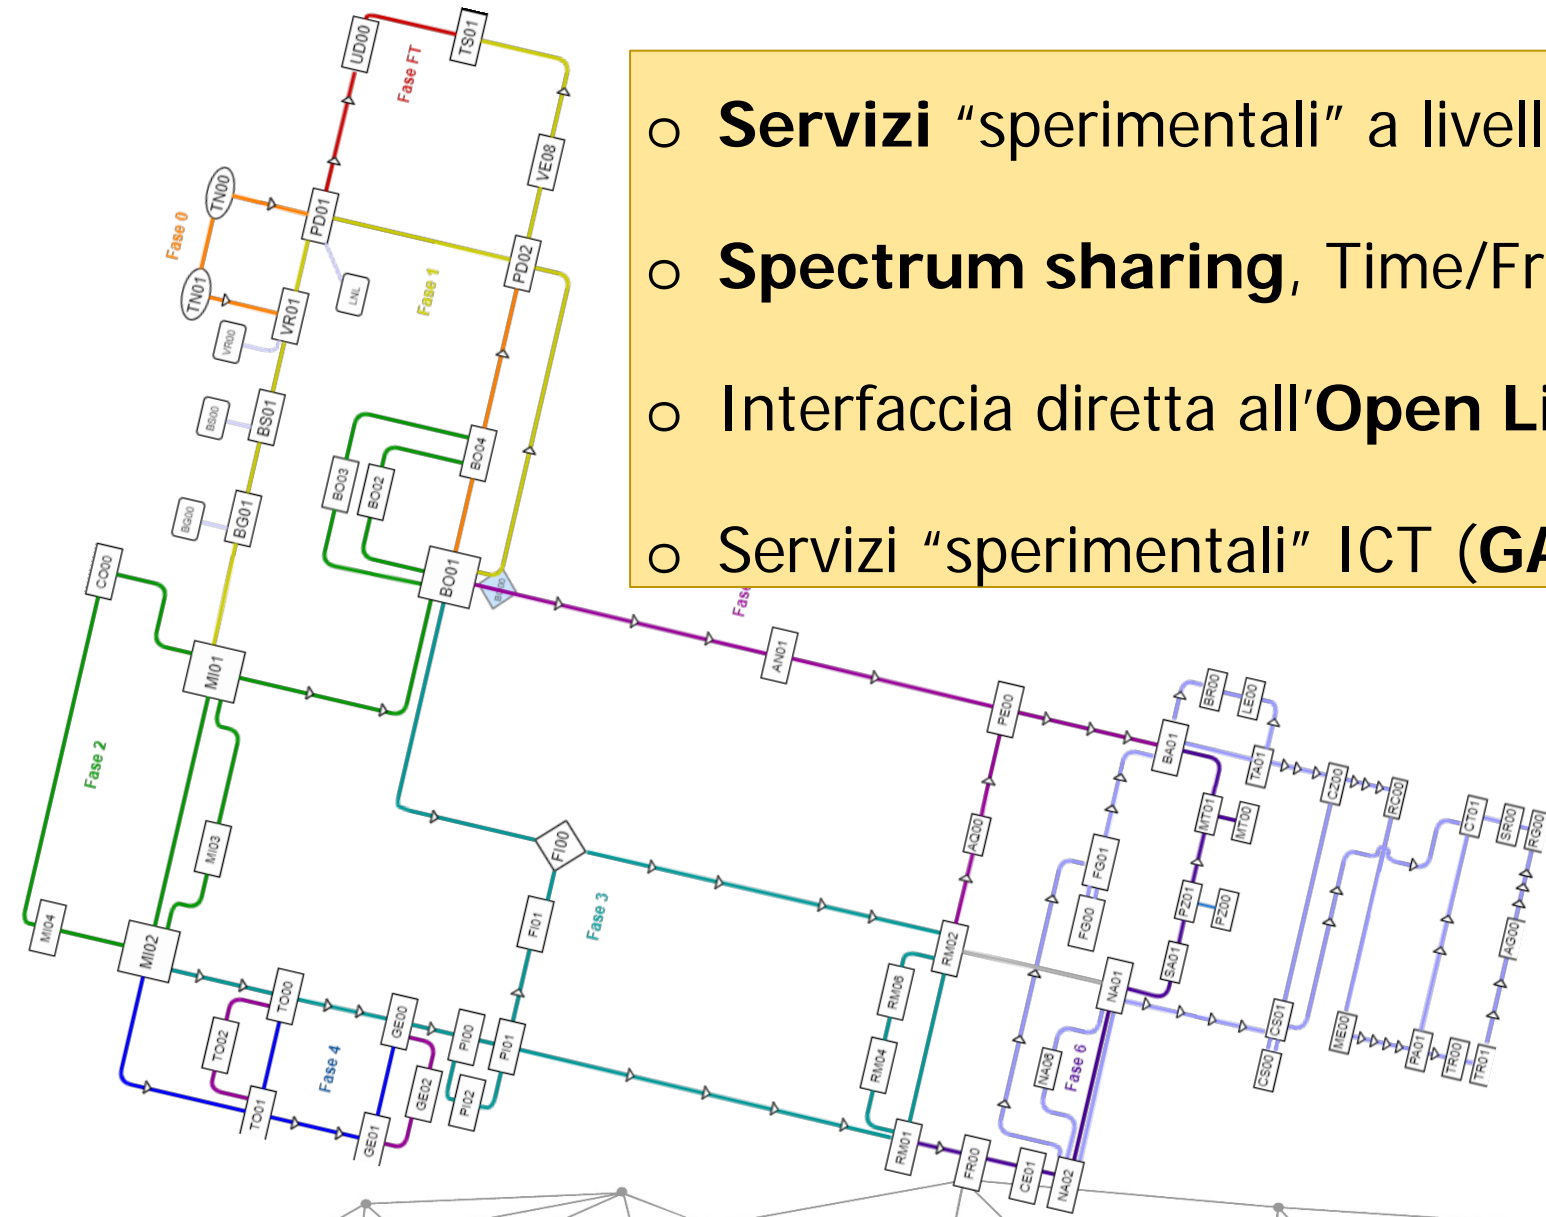 o Servizi “sperimentali” a livell
o Spectrum sharing, Time/Fr
o Interfaccia diretta all’Open Li
o Servizi “sperimentali” ICT (GA
UD00
TS01
Fase FT
VE08
TN00
PD01
Fase 0
PD02
TN01
VR01
LNL
Fase 1
VR00
BS01
BS00
BO04
BO03
BO02
BG01
BG00
CO00
BO01
Fase
AN01
MI01
PE00
BR00
LE00
BA01
TA01
CZ00
RC00
Fase 2
MT01
MT00
CT01
SR00
RG00
MI03
AQ00
FI00
FG01
PZ01
PZ00
FG00
Fase 3
FI01
MI04
MI02
RM02
SA01
AG00
TO00
RM06
NA01
GE00
CS01
TO02
PI00
PI01
ME00
PA01
TR00
TR01
Fase 4
RM04
NA06
Fase 6
CS00
GE02
PI02
TO01
GE01
RM01
FR00
CE01
NA02